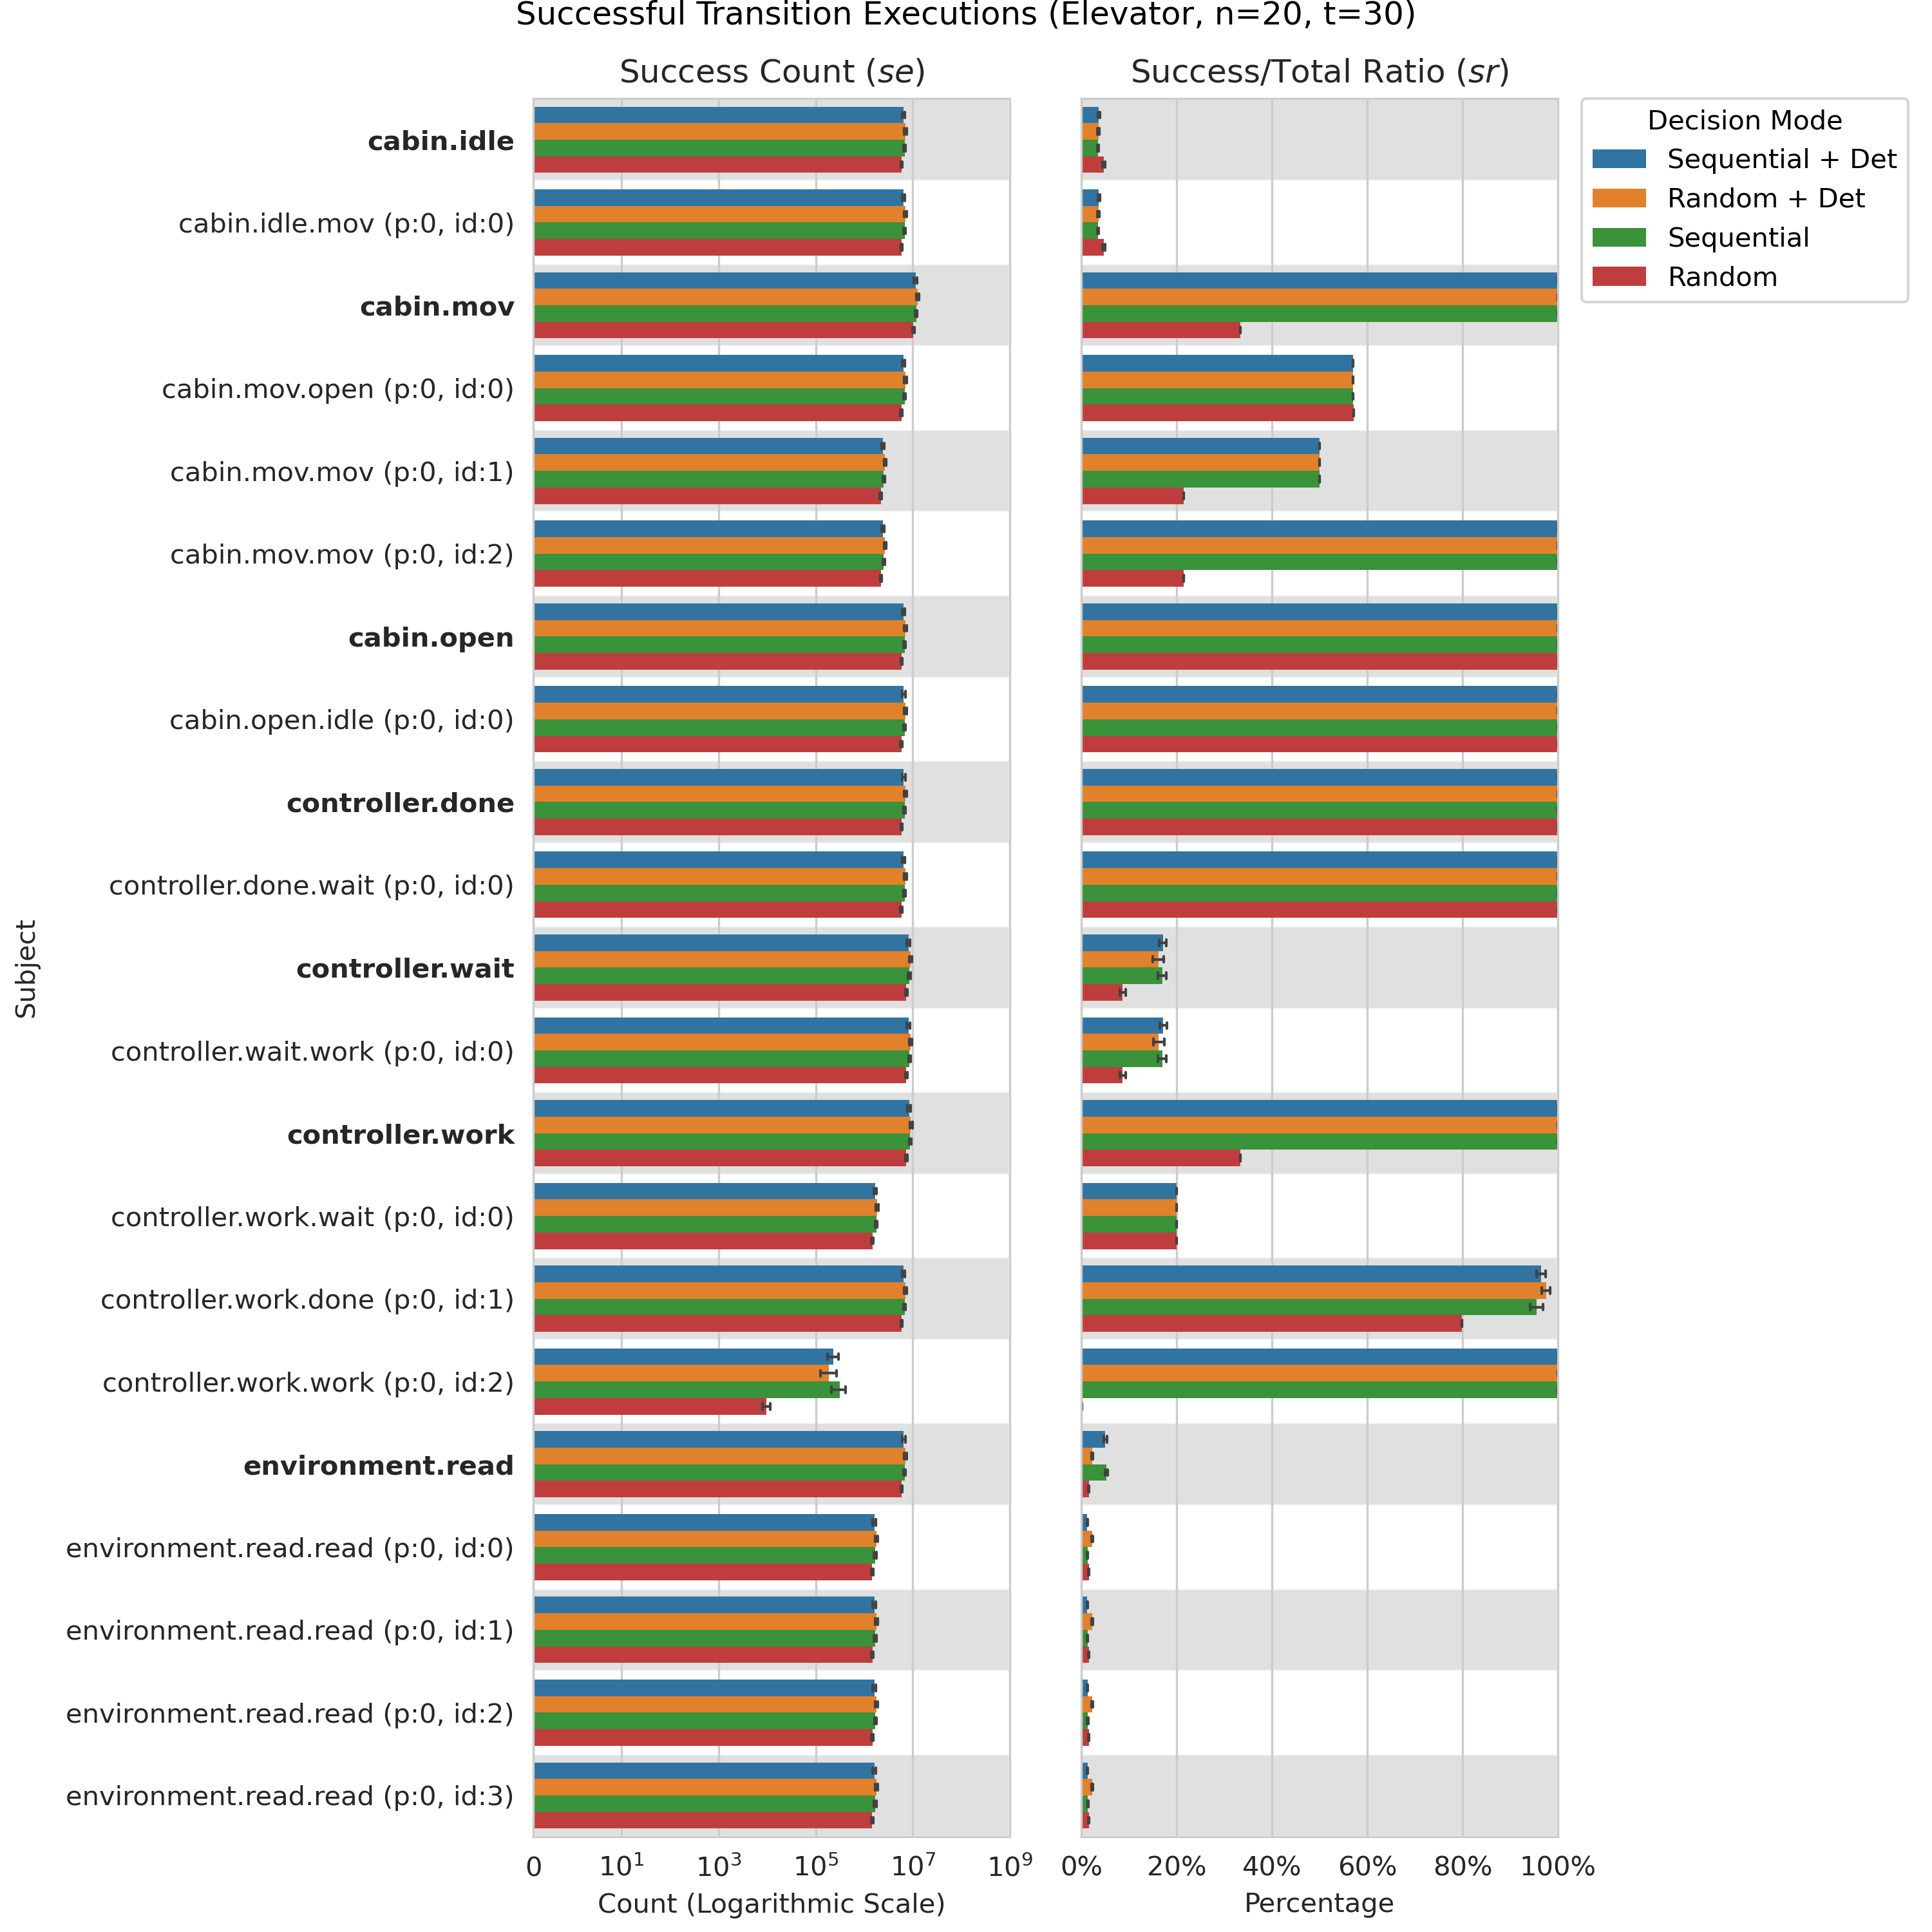 Successful Transition Executions (Elevator, n=20, t=30)
Success Count (se)
Success/Total Ratio (sr)
Decision Mode
Sequential + Det
Random + Det
Sequential
Random
Subject
cabin.idle
cabin.idle.mov (p:0, id:0)
cabin.mov
cabin.mov.open (p:0, id:0)
cabin.mov.mov (p:0, id:1)
cabin.mov.mov (p:0, id:2)
cabin.open
cabin.open.idle (p:0, id:0)
controller.done
controller.done.wait (p:0, id:0)
controller.wait
controller.wait.work (p:0, id:0)
controller.work
controller.work.wait (p:0, id:0)
controller.work.done (p:0, id:1)
controller.work.work (p:0, id:2)
environment.read
environment.read.read (p:0, id:0)
environment.read.read (p:0, id:1)
environment.read.read (p:0, id:2)
environment.read.read (p:0, id:3)
0 10¹ 10³ 10⁵ 10⁷ 10⁹
Count (Logarithmic Scale)
0% 20% 40% 60% 80% 100%
Percentage